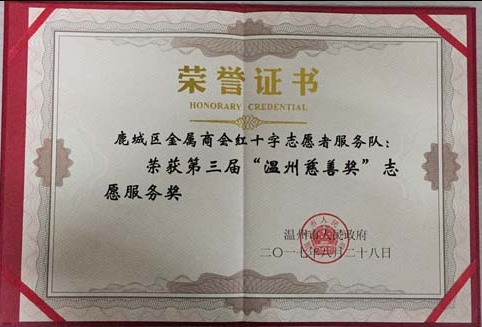 荣誉证书
HONORARY CREDENTIAL
鹿城区金属商会红十字志愿者服务队：
荣获第三届“温州慈善奖”志
愿服务奖
温州市人民政府
二〇一七年八月二十八日